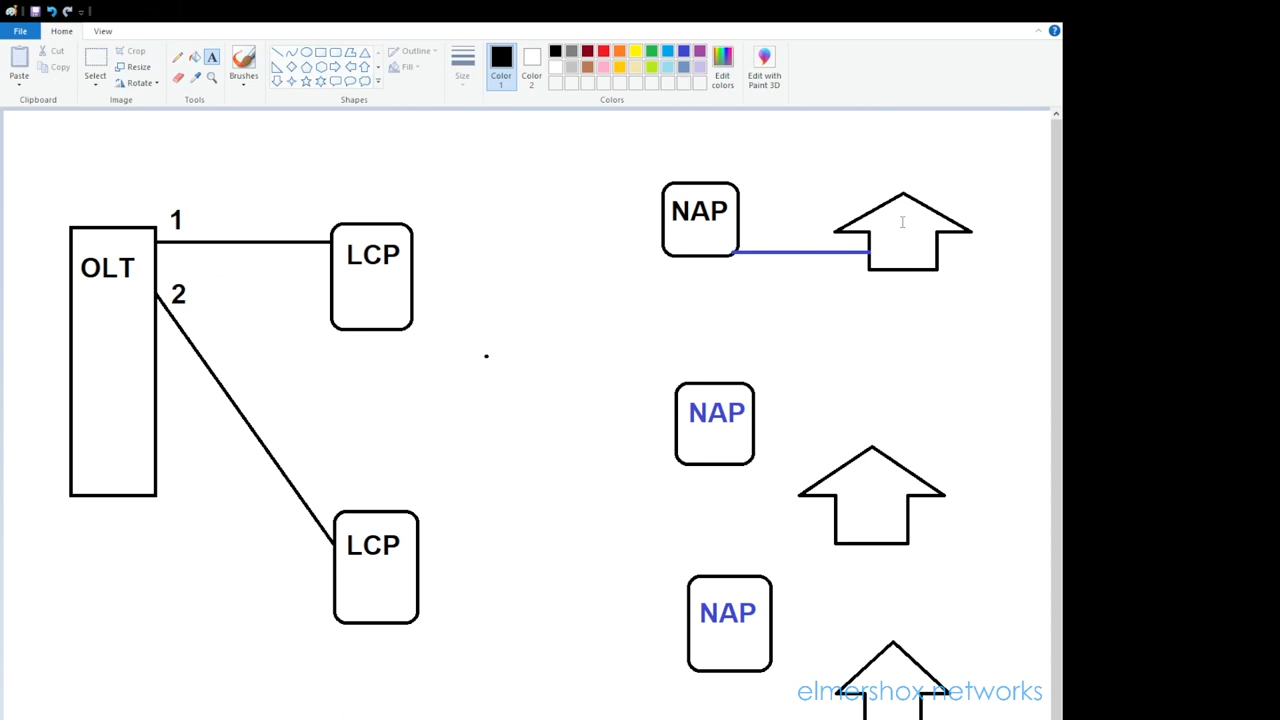 File Home View
Paste
Cut
Copy
Clipboard
Select
Crop
Resize
Rotate
Image
Tools
Brushes
Outline
Fill
Shapes
Size
Color 1
Color 2
Edit colors
Edit with Paint 3D
Colors
OLT
1
2
LCP
LCP
NAP
NAP
NAP
elmershox networks